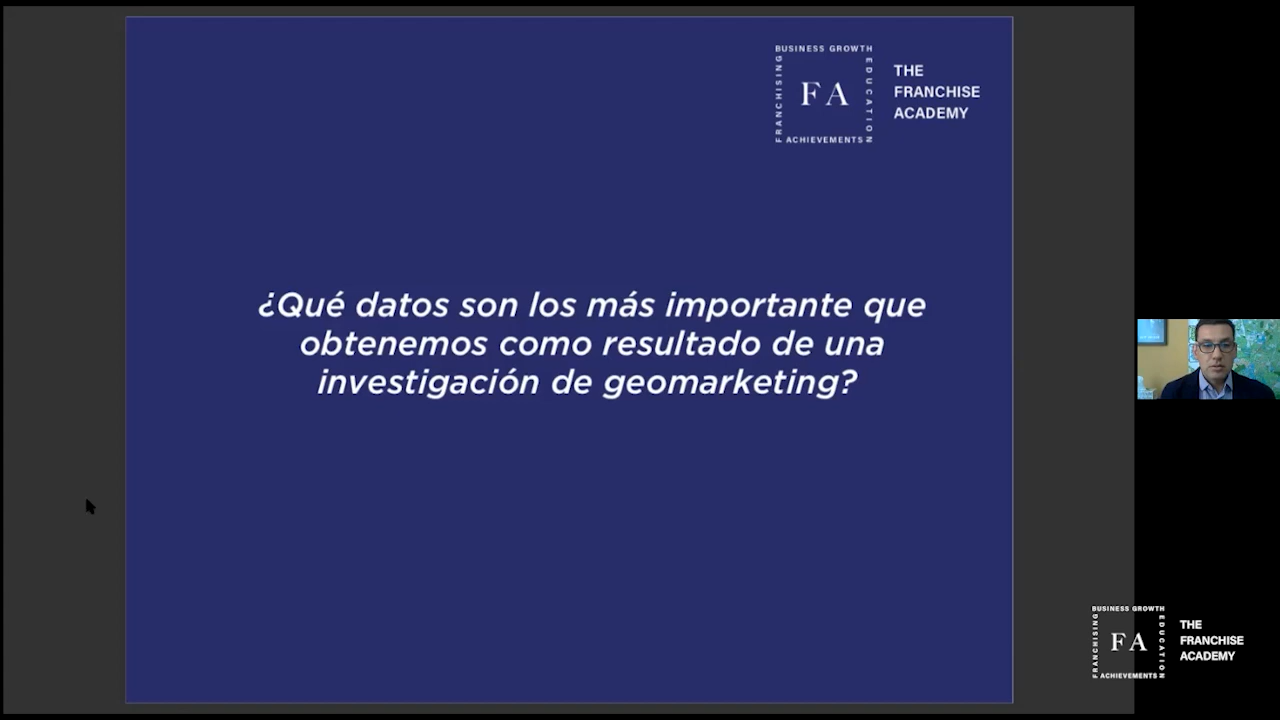 BUSINESS GROWTH
FRANCHISING
EDUCATION
FA
ACHIEVEMENTS
THE
FRANCHISE
ACADEMY
¿Qué datos son los más importante que
obtenemos como resultado de una
investigación de geomarketing?
BUSINESS GROWTH
FRANCHISING
EDUCATION
FA
ACHIEVEMENTS
THE
FRANCHISE
ACADEMY